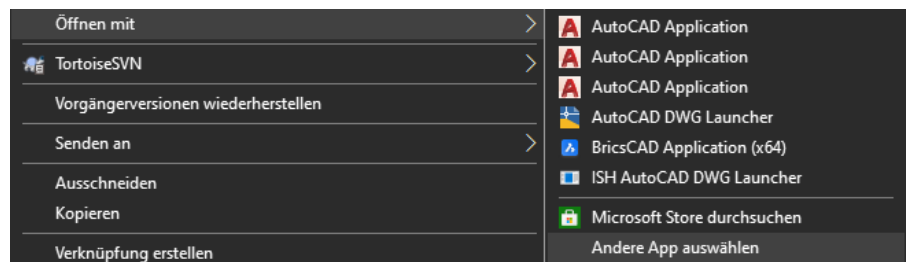 Öffnen mit
TortoiseSVN
Vorgängerversionen wiederherstellen
Senden an
Ausschneiden
Kopieren
Verknüpfung erstellen
AutoCAD Application
AutoCAD Application
AutoCAD Application
AutoCAD DWG Launcher
BricsCAD Application (x64)
ISH AutoCAD DWG Launcher
Microsoft Store durchsuchen
Andere App auswählen